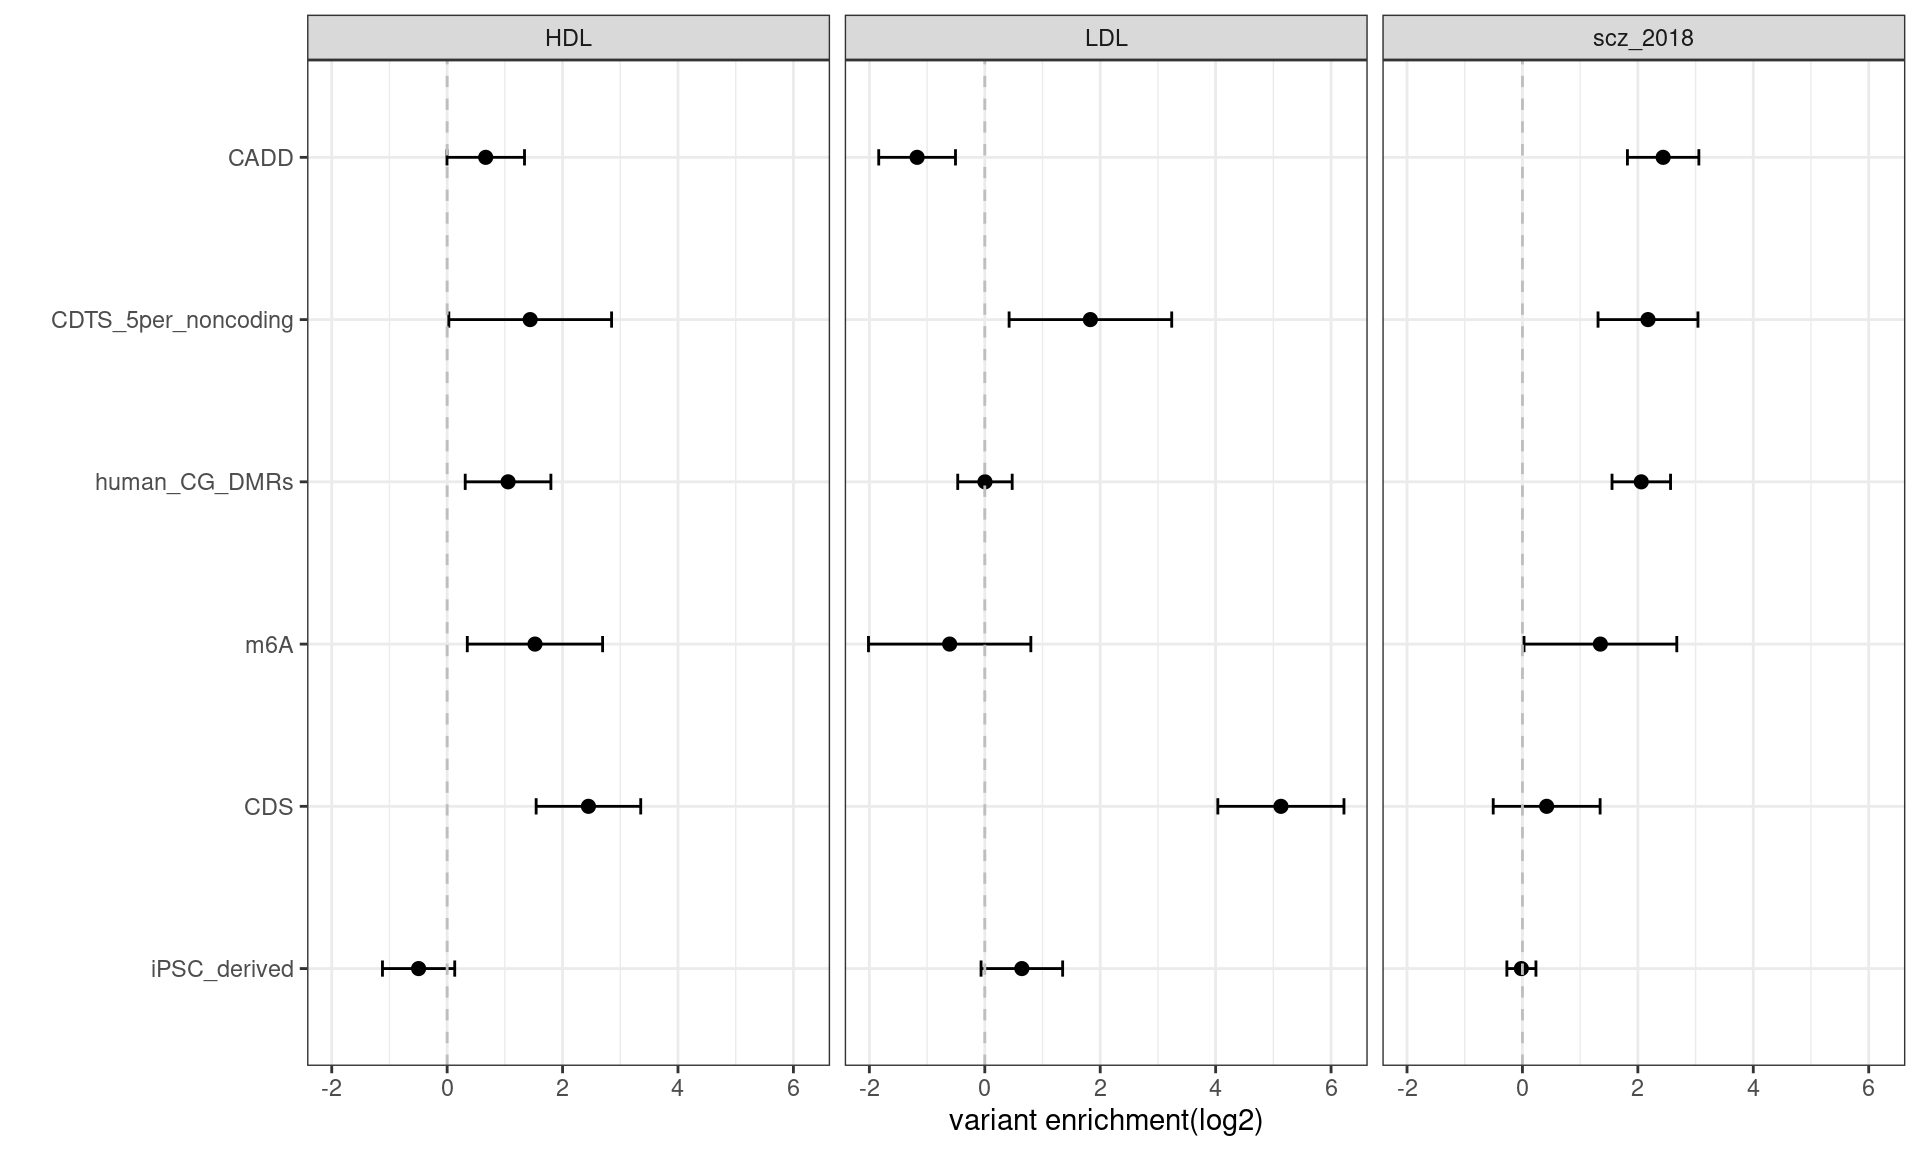 HDL LDL scz_2018
CADD
CDTS_5per_noncoding
human_CG_DMRs
m6A
CDS
iPSC_derived
-2 0 2 4 6 -2 0 2 4 6 -2 0 2 4 6
variant enrichment(log2)